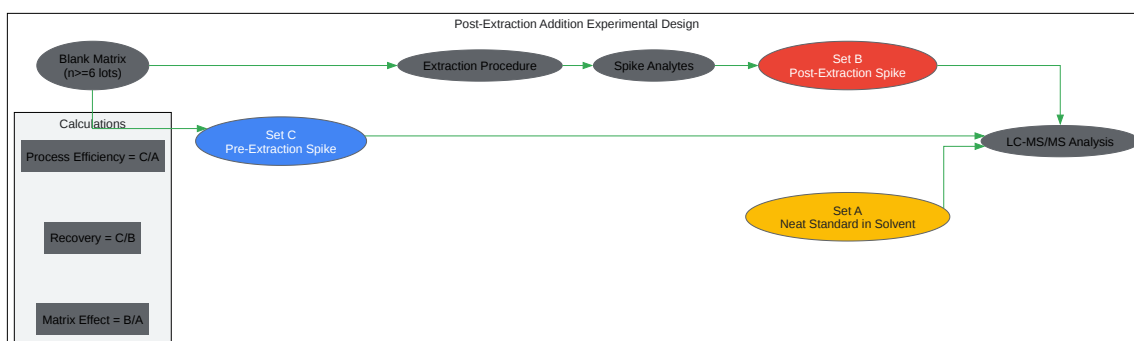 Post-Extraction Addition Experimental Design
Blank Matrix
(n>=6 lots)
Extraction Procedure
Spike Analytes
Set B
Post-Extraction Spike
Calculations
Set C
Pre-Extraction Spike
LC-MS/MS Analysis
Process Efficiency = C/A
Set A
Neat Standard in Solvent
Recovery = C/B
Matrix Effect = B/A